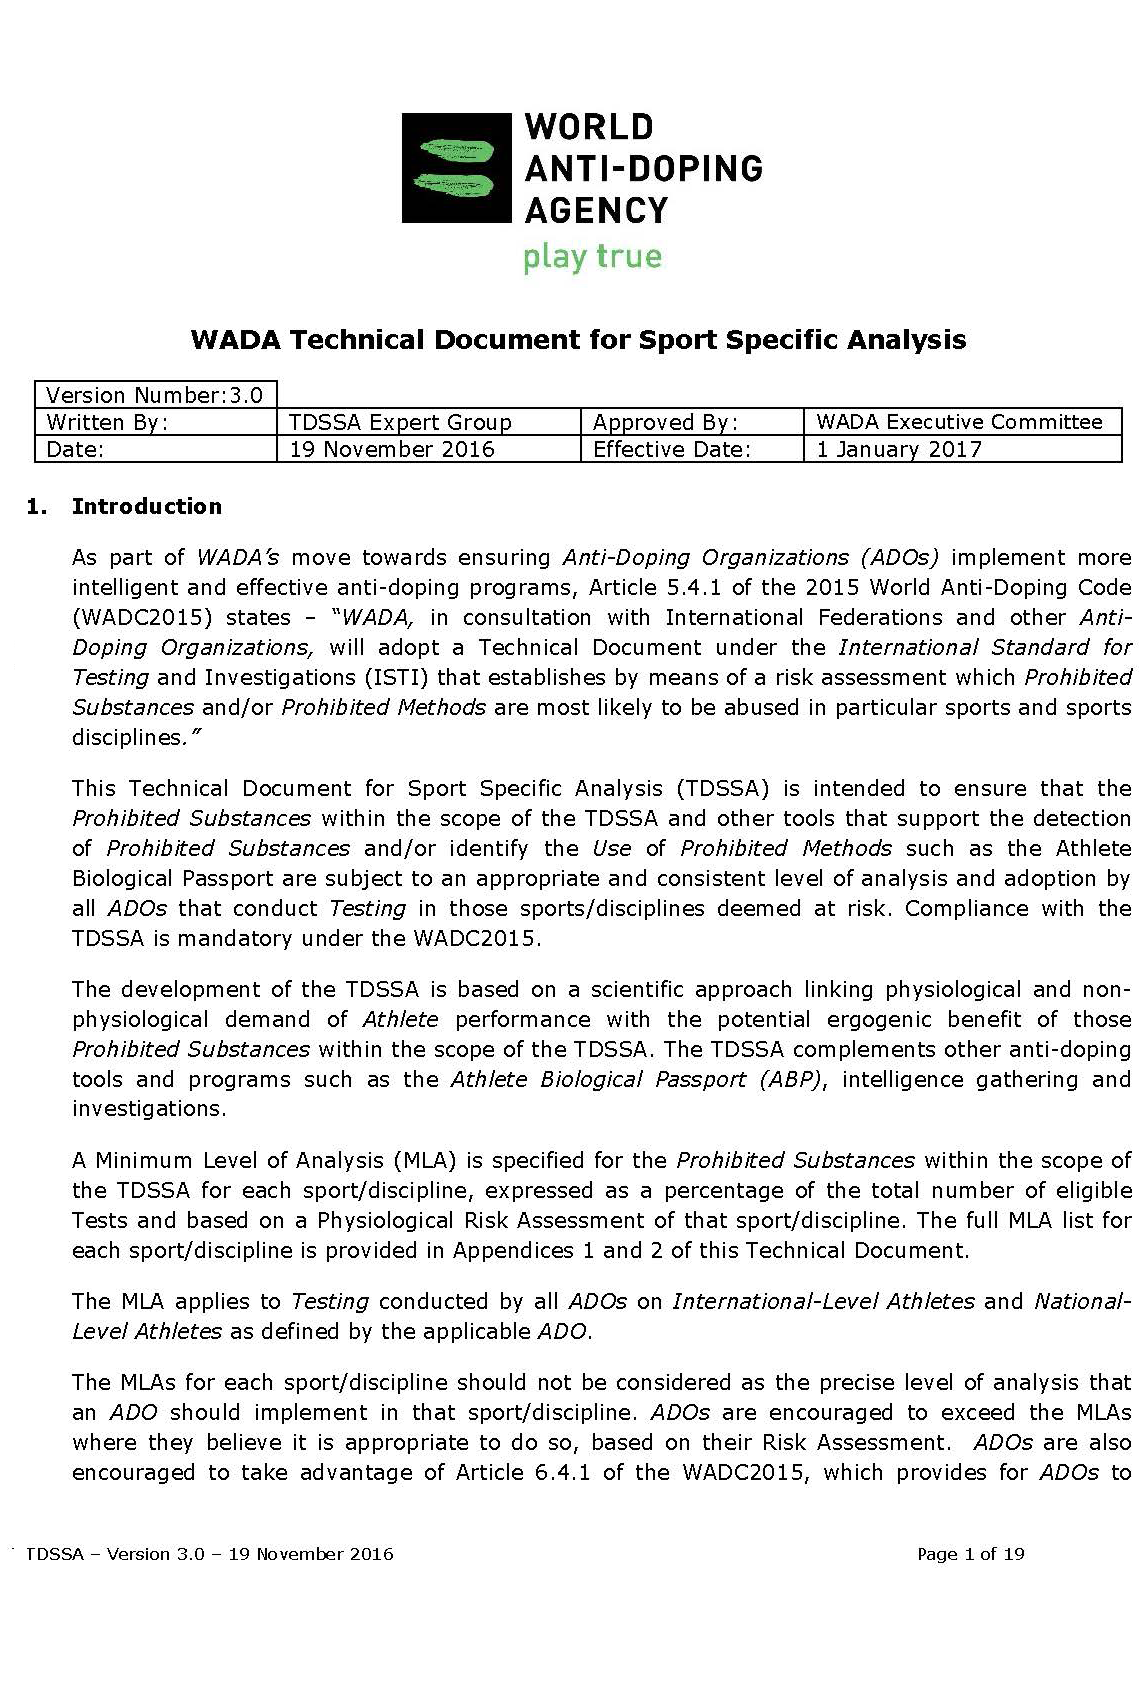 WORLD
ANTI-DOPING
AGENCY
play true
WADA Technical Document for Sport Specific Analysis
Version Number:3.0
Written By: TDSSA Expert Group Approved By: WADA Executive Committee
Date: 19 November 2016 Effective Date: 1 January 2017
1. Introduction
As part of WADA’s move towards ensuring Anti-Doping Organizations (ADOs) implement more
intelligent and effective anti-doping programs, Article 5.4.1 of the 2015 World Anti-Doping Code
(WADC2015) states – “WADA, in consultation with International Federations and other Anti-
Doping Organizations, will adopt a Technical Document under the International Standard for
Testing and Investigations (ISTI) that establishes by means of a risk assessment which Prohibited
Substances and/or Prohibited Methods are most likely to be abused in particular sports and sports
disciplines.”
This Technical Document for Sport Specific Analysis (TDSSA) is intended to ensure that the
Prohibited Substances within the scope of the TDSSA and other tools that support the detection
of Prohibited Substances and/or identify the Use of Prohibited Methods such as the Athlete
Biological Passport are subject to an appropriate and consistent level of analysis and adoption by
all ADOs that conduct Testing in those sports/disciplines deemed at risk. Compliance with the
TDSSA is mandatory under the WADC2015.
The development of the TDSSA is based on a scientific approach linking physiological and non-
physiological demand of Athlete performance with the potential ergogenic benefit of those
Prohibited Substances within the scope of the TDSSA. The TDSSA complements other anti-doping
tools and programs such as the Athlete Biological Passport (ABP), intelligence gathering and
investigations.
A Minimum Level of Analysis (MLA) is specified for the Prohibited Substances within the scope of
the TDSSA for each sport/discipline, expressed as a percentage of the total number of eligible
Tests and based on a Physiological Risk Assessment of that sport/discipline. The full MLA list for
each sport/discipline is provided in Appendices 1 and 2 of this Technical Document.
The MLA applies to Testing conducted by all ADOs on International-Level Athletes and National-
Level Athletes as defined by the applicable ADO.
The MLAs for each sport/discipline should not be considered as the precise level of analysis that
an ADO should implement in that sport/discipline. ADOs are encouraged to exceed the MLAs
where they believe it is appropriate to do so, based on their Risk Assessment. ADOs are also
encouraged to take advantage of Article 6.4.1 of the WADC2015, which provides for ADOs to
TDSSA – Version 3.0 – 19 November 2016 Page 1 of 19